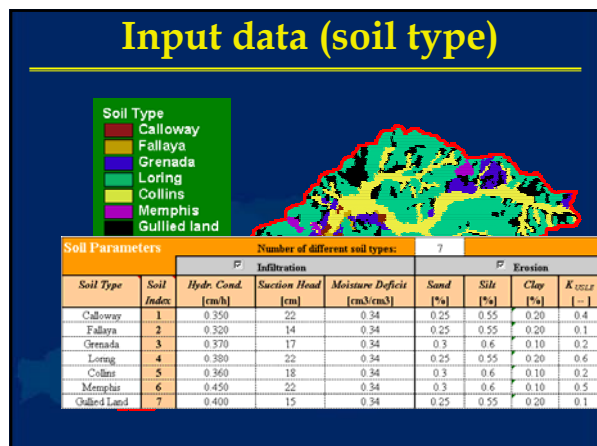 Input data (soil type)
Soil Type
Calloway
Fallaya
Grenada
Loring
Collins
Memphis
Gullied land
Soil Parameters Number of different soil types: 7
Infiltration Erosion
Soil Type Soil Index Hydr. Cond. [cm/h] Suction Head [cm] Moisture Deficit [cm3/cm3] Sand [%] Silt [%] Clay [%] K USLE [--]
Calloway 1 0.350 22 0.34 0.25 0.55 0.20 0.4
Fallaya 2 0.320 14 0.34 0.25 0.55 0.20 0.1
Grenada 3 0.370 17 0.34 0.3 0.6 0.10 0.2
Loring 4 0.380 22 0.34 0.25 0.55 0.20 0.6
Collins 5 0.360 18 0.34 0.3 0.6 0.10 0.2
Memphis 6 0.450 22 0.34 0.3 0.6 0.10 0.5
Gullied Land 7 0.400 15 0.34 0.25 0.55 0.20 0.1